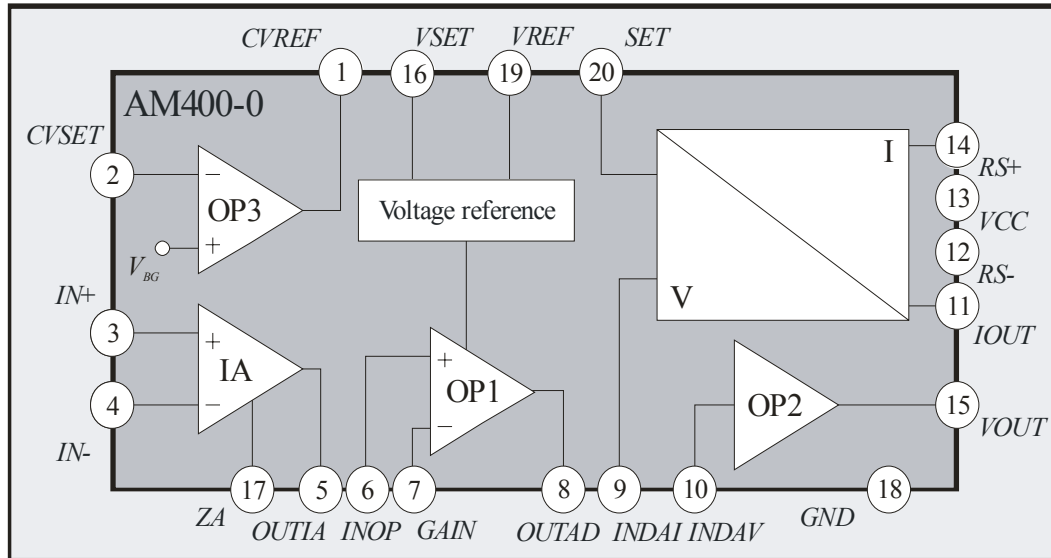 CVREF VSET VREF SET
1 16 19 20
AM400-0
CVSET
2
−
OP3
+
V_BG
Voltage reference
I
V
14
RS+
13
VCC
12
RS-
11
IOUT
IN+
3
+
IA
−
4
IN-
+
OP1
−
OP2
15
VOUT
17 5 6 7 8 9 10 18
ZA OUTIA INOP GAIN OUTAD INDAI INDAV GND